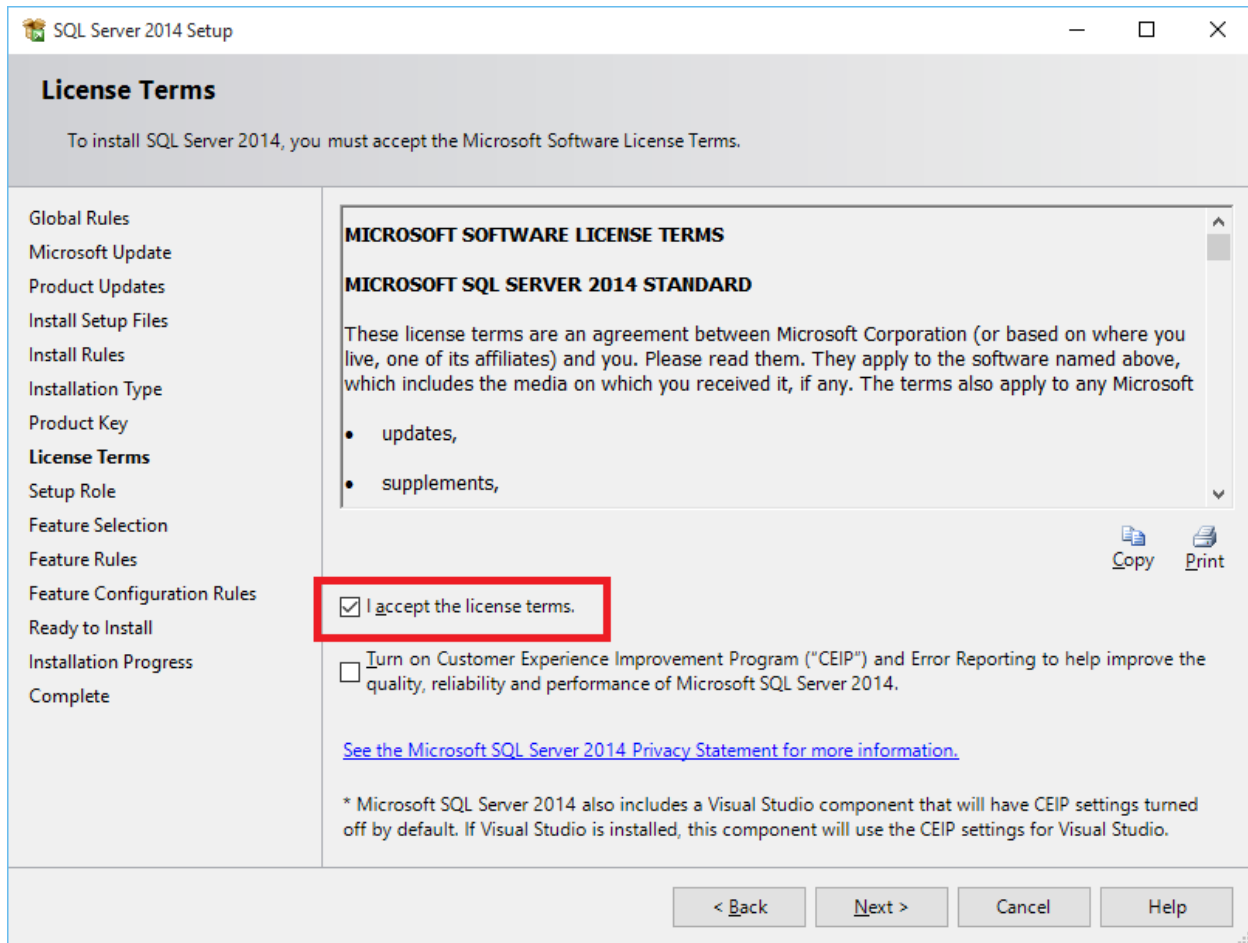 SQL Server 2014 Setup
License Terms
To install SQL Server 2014, you must accept the Microsoft Software License Terms.
Global Rules
Microsoft Update
Product Updates
Install Setup Files
Install Rules
Installation Type
Product Key
License Terms
Setup Role
Feature Selection
Feature Rules
Feature Configuration Rules
Ready to Install
Installation Progress
Complete
MICROSOFT SOFTWARE LICENSE TERMS
MICROSOFT SQL SERVER 2014 STANDARD
These license terms are an agreement between Microsoft Corporation (or based on where you
live, one of its affiliates) and you. Please read them. They apply to the software named above,
which includes the media on which you received it, if any. The terms also apply to any Microsoft
• updates,
• supplements,
Copy
Print
I accept the license terms.
Turn on Customer Experience Improvement Program ("CEIP") and Error Reporting to help improve the
quality, reliability and performance of Microsoft SQL Server 2014.
See the Microsoft SQL Server 2014 Privacy Statement for more information.
* Microsoft SQL Server 2014 also includes a Visual Studio component that will have CEIP settings turned
off by default. If Visual Studio is installed, this component will use the CEIP settings for Visual Studio.
< Back
Next >
Cancel
Help